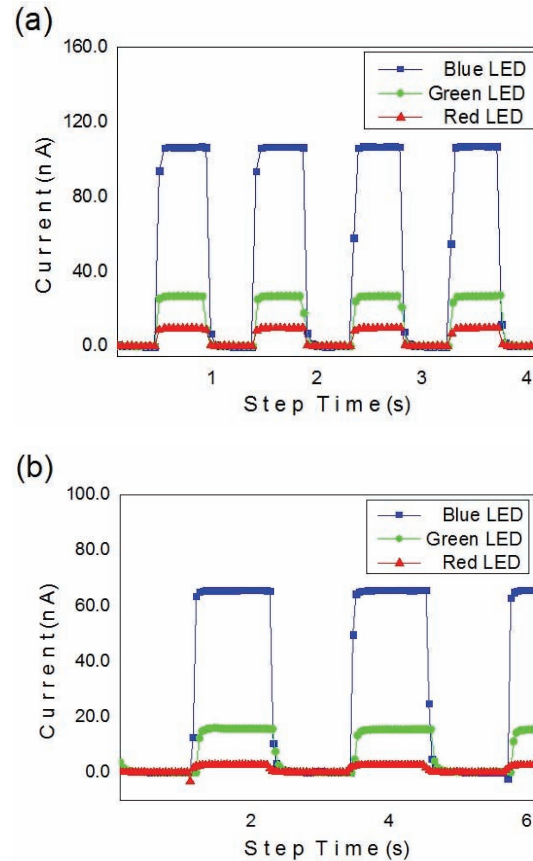 (a)
160.0
Blue LED
Green LED
Red LED
120.0
80.0
40.0
0.0
Current(nA)
1 2 3 4
Step Time(s)
(b)
100.0
Blue LED
Green LED
Red LED
80.0
60.0
40.0
20.0
0.0
Current(nA)
2 4 6
Step Time(s)